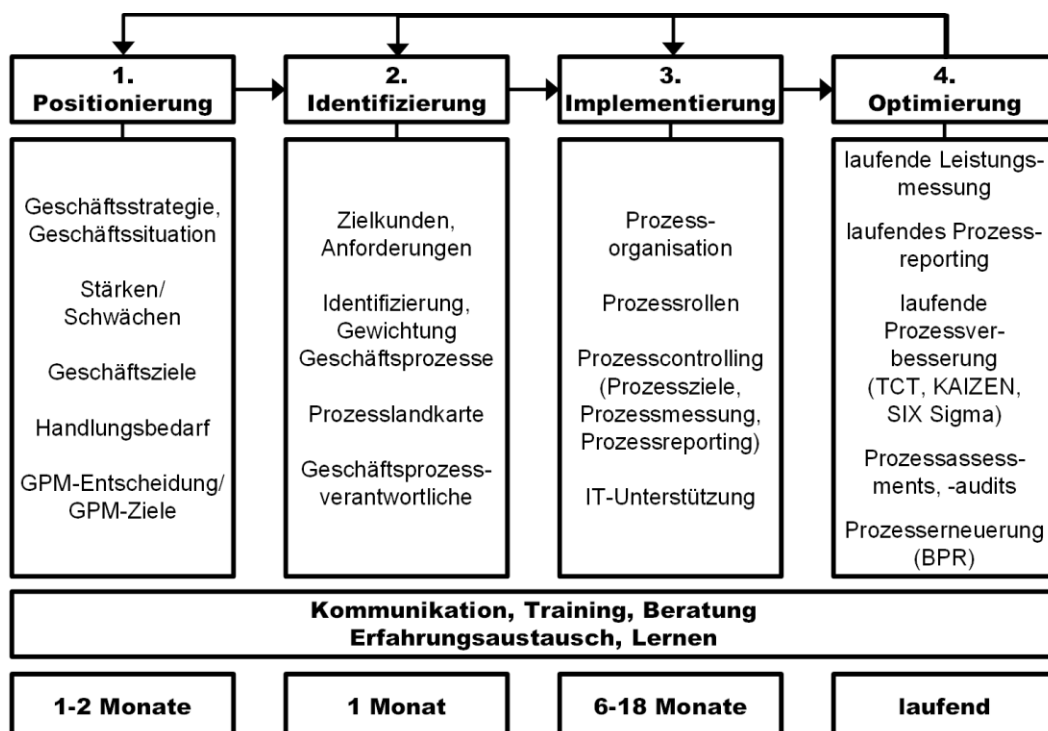 1.
Positionierung
2.
Identifizierung
3.
Implementierung
4.
Optimierung
Geschäftsstrategie,
Geschäftssituation
Stärken/
Schwächen
Geschäftsziele
Handlungsbedarf
GPM-Entscheidung/
GPM-Ziele
Zielkunden,
Anforderungen
Identifizierung,
Gewichtung
Geschäftsprozesse
Prozesslandkarte
Geschäftsprozess-
verantwortliche
Prozess-
organisation
Prozessrollen
Prozesscontrolling
(Prozessziele,
Prozessmessung,
Prozessreporting)
IT-Unterstützung
laufende Leistungs-
messung
laufendes Prozess-
reporting
laufende
Prozessver-
besserung
(TCT, KAIZEN,
SIX Sigma)
Prozessassess-
ments, -audits
Prozesserneuerung
(BPR)
Kommunikation, Training, Beratung
Erfahrungsaustausch, Lernen
1-2 Monate
1 Monat
6-18 Monate
laufend